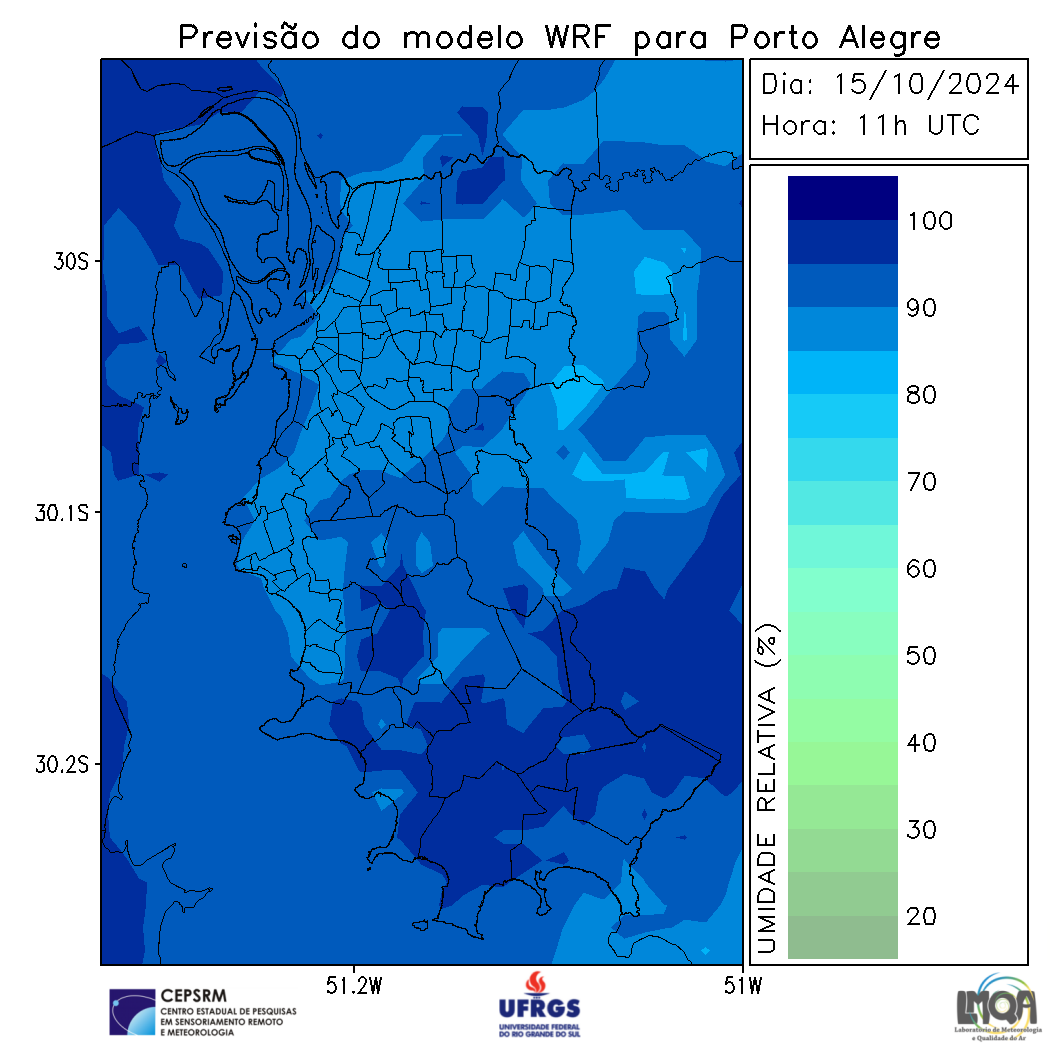 Previsão do modelo WRF para Porto Alegre
Dia: 15/10/2024
Hora: 11h UTC
30S
30.1S
30.2S
51.2W
51W
UMIDADE RELATIVA (%)
100
90
80
70
60
50
40
30
20
CEPSRM
CENTRO ESTADUAL DE PESQUISAS
EM SENSORIAMENTO REMOTO
E METEOROLOGIA
UFRGS
UNIVERSIDADE FEDERAL
DO RIO GRANDE DO SUL
LMQA
Laboratório de Meteorologia
e Qualidade do Ar